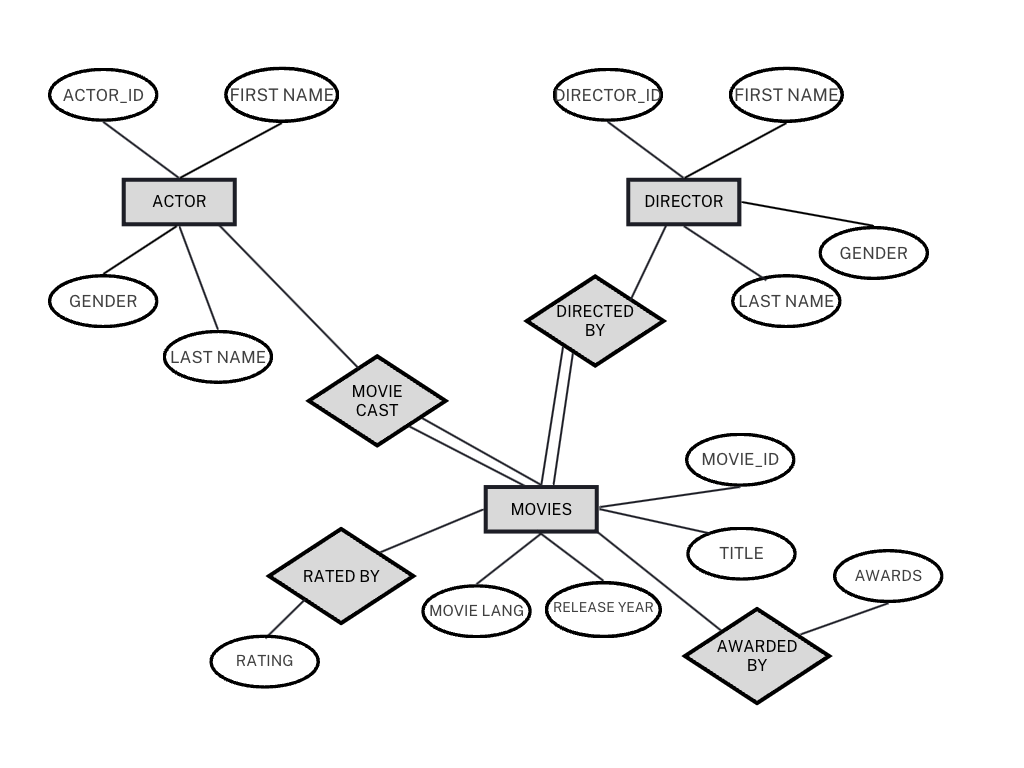 ACTOR_ID
FIRST NAME
DIRECTOR_ID
FIRST NAME
ACTOR
DIRECTOR
GENDER
GENDER
LAST NAME
LAST NAME
DIRECTED
BY
MOVIE
CAST
MOVIE_ID
MOVIES
TITLE
RATED BY
AWARDS
MOVIE LANG
RELEASE YEAR
AWARDED
BY
RATING